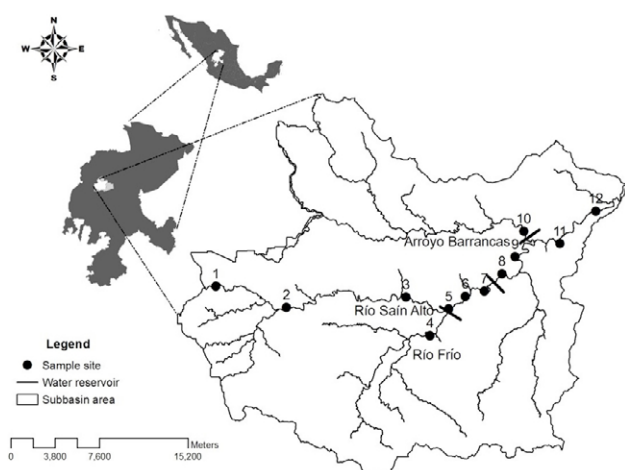 N
W E
S
12
10
Arroyo Barrancas
9
11
8
1
3
7
6
2
5
Río Saín Alto
4
Río Frío
Legend
Sample site
Water reservoir
Subbasin area
Meters
0 3,800 7,600 15,200